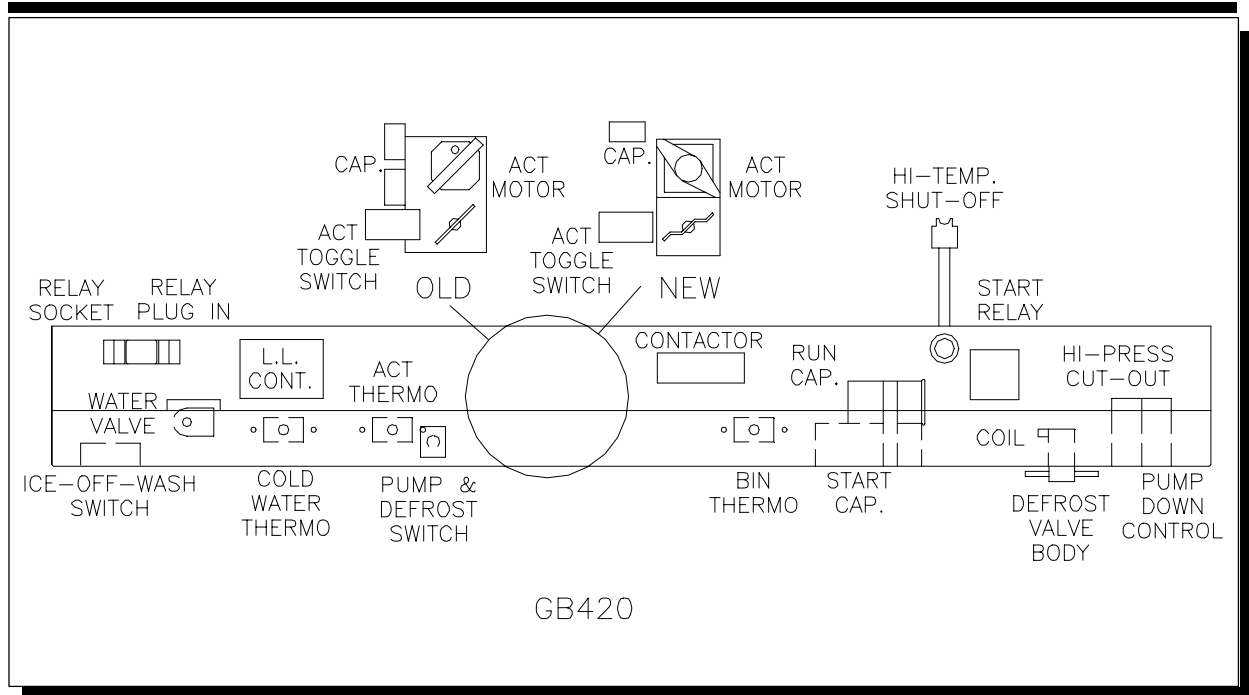 CAP.
ACT
MOTOR
ACT
TOGGLE
SWITCH
OLD
CAP.
ACT
MOTOR
ACT
TOGGLE
SWITCH
NEW
HI-TEMP.
SHUT-OFF
RELAY
SOCKET
RELAY
PLUG IN
START
RELAY
L.L.
CONT.
ACT
THERMO
CONTACTOR
RUN
CAP.
HI-PRESS
CUT-OUT
WATER
VALVE
COIL
ICE-OFF-WASH
SWITCH
COLD
WATER
THERMO
PUMP &
DEFROST
SWITCH
BIN
THERMO
START
CAP.
DEFROST
VALVE
BODY
PUMP
DOWN
CONTROL
GB420